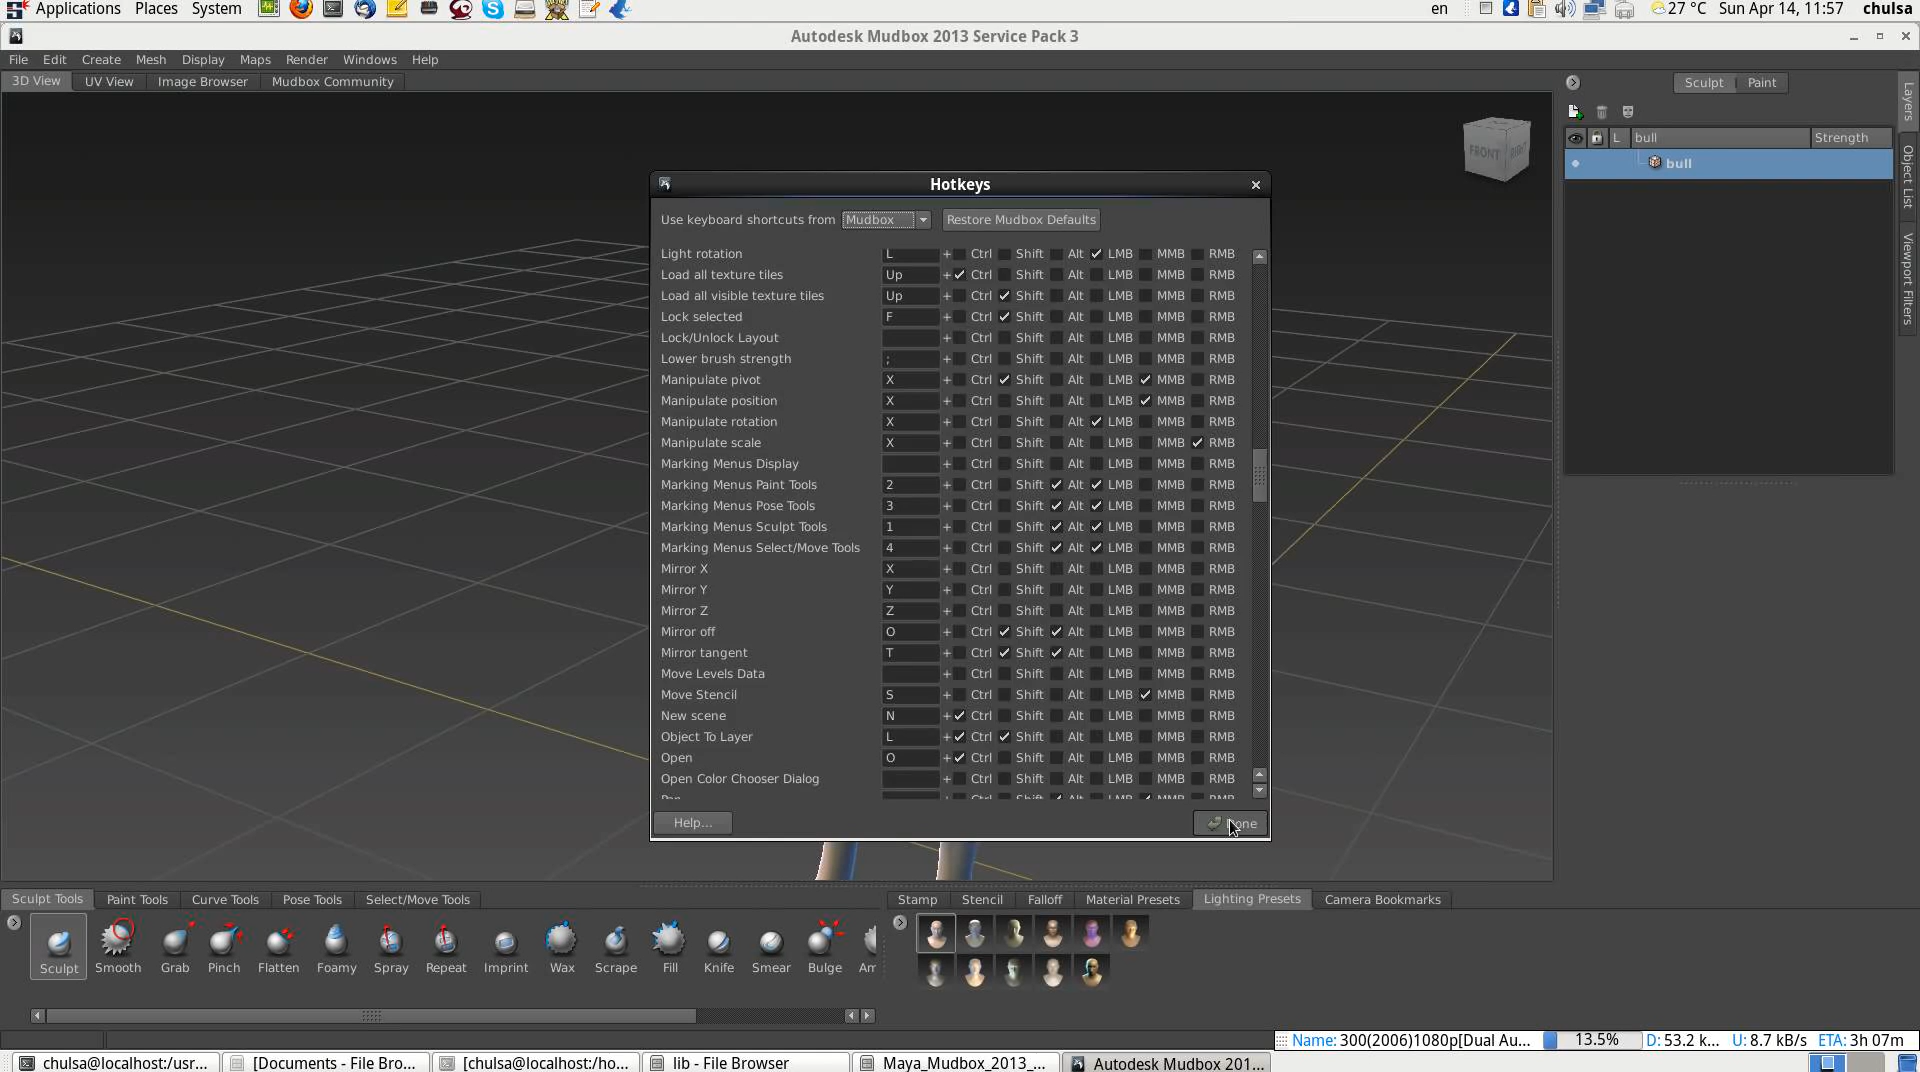 Applications Places System en 27 °C Sun Apr 14, 11:57 chulsa
Autodesk Mudbox 2013 Service Pack 3
File Edit Create Mesh Display Maps Render Windows Help
3D View UV View Image Browser Mudbox Community
Sculpt Paint
Layers
Object List
Viewport Filters
L bull Strength
bull
FRONT RIGHT
Hotkeys
Use keyboard shortcuts from Mudbox Restore Mudbox Defaults
Light rotation L + Ctrl Shift Alt LMB MMB RMB
Load all texture tiles Up + Ctrl Shift Alt LMB MMB RMB
Load all visible texture tiles Up + Ctrl Shift Alt LMB MMB RMB
Lock selected F + Ctrl Shift Alt LMB MMB RMB
Lock/Unlock Layout + Ctrl Shift Alt LMB MMB RMB
Lower brush strength ; + Ctrl Shift Alt LMB MMB RMB
Manipulate pivot X + Ctrl Shift Alt LMB MMB RMB
Manipulate position X + Ctrl Shift Alt LMB MMB RMB
Manipulate rotation X + Ctrl Shift Alt LMB MMB RMB
Manipulate scale X + Ctrl Shift Alt LMB MMB RMB
Marking Menus Display + Ctrl Shift Alt LMB MMB RMB
Marking Menus Paint Tools 2 + Ctrl Shift Alt LMB MMB RMB
Marking Menus Pose Tools 3 + Ctrl Shift Alt LMB MMB RMB
Marking Menus Sculpt Tools 1 + Ctrl Shift Alt LMB MMB RMB
Marking Menus Select/Move Tools 4 + Ctrl Shift Alt LMB MMB RMB
Mirror X X + Ctrl Shift Alt LMB MMB RMB
Mirror Y Y + Ctrl Shift Alt LMB MMB RMB
Mirror Z Z + Ctrl Shift Alt LMB MMB RMB
Mirror off O + Ctrl Shift Alt LMB MMB RMB
Mirror tangent T + Ctrl Shift Alt LMB MMB RMB
Move Levels Data + Ctrl Shift Alt LMB MMB RMB
Move Stencil S + Ctrl Shift Alt LMB MMB RMB
New scene N + Ctrl Shift Alt LMB MMB RMB
Object To Layer L + Ctrl Shift Alt LMB MMB RMB
Open O + Ctrl Shift Alt LMB MMB RMB
Open Color Chooser Dialog + Ctrl Shift Alt LMB MMB RMB
Help... Done
Sculpt Tools Paint Tools Curve Tools Pose Tools Select/Move Tools
Sculpt Smooth Grab Pinch Flatten Foamy Spray Repeat Imprint Wax Scrape Fill Knife Smear Bulge Am
Stamp Stencil Falloff Material Presets Lighting Presets Camera Bookmarks
Name: 300(2006)1080p[Dual Au... 13.5% D: 53.2 k... U: 8.7 kB/s ETA: 3h 07m
chulsa@localhost:/usr... [Documents - File Bro... [chulsa@localhost:/ho... lib - File Browser Maya_Mudbox_2013_... Autodesk Mudbox 201...